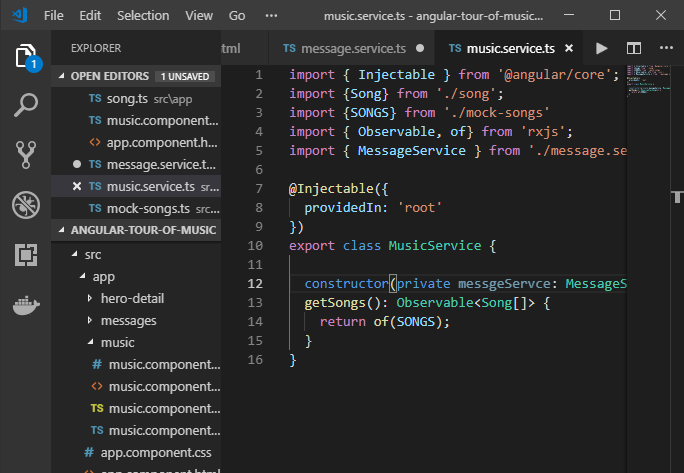 File Edit View Go ··· music.service.ts - angular-tour-of-music...
EXPLORER
OPEN EDITORS 1 UNSAVED
TS song.ts src\app
TS music.component...
<> app.component.h...
TS message.service.t...
TS music.service.ts sr...
TS mock-songs.ts src...
ANGULAR-TOUR-OF-MUSIC
src
app
hero-detail
messages
music
# music.component...
<> music.component...
TS music.component...
TS music.component...
# app.component.css
<> app.component.html
1
tml TS message.service.ts TS music.service.ts
1 import { Injectable } from '@angular/core';
2 import {Song} from './song';
3 import {SONGS} from './mock-songs'
4 import { Observable, of} from 'rxjs';
5 import { MessageService } from './message.se
6
7 @Injectable({
8 providedIn: 'root'
9 })
10 export class MusicService {
11
12 constructor(private messgeServce: MessageS
13 getSongs(): Observable<Song[]> {
14 return of(SONGS);
15 }
16 }